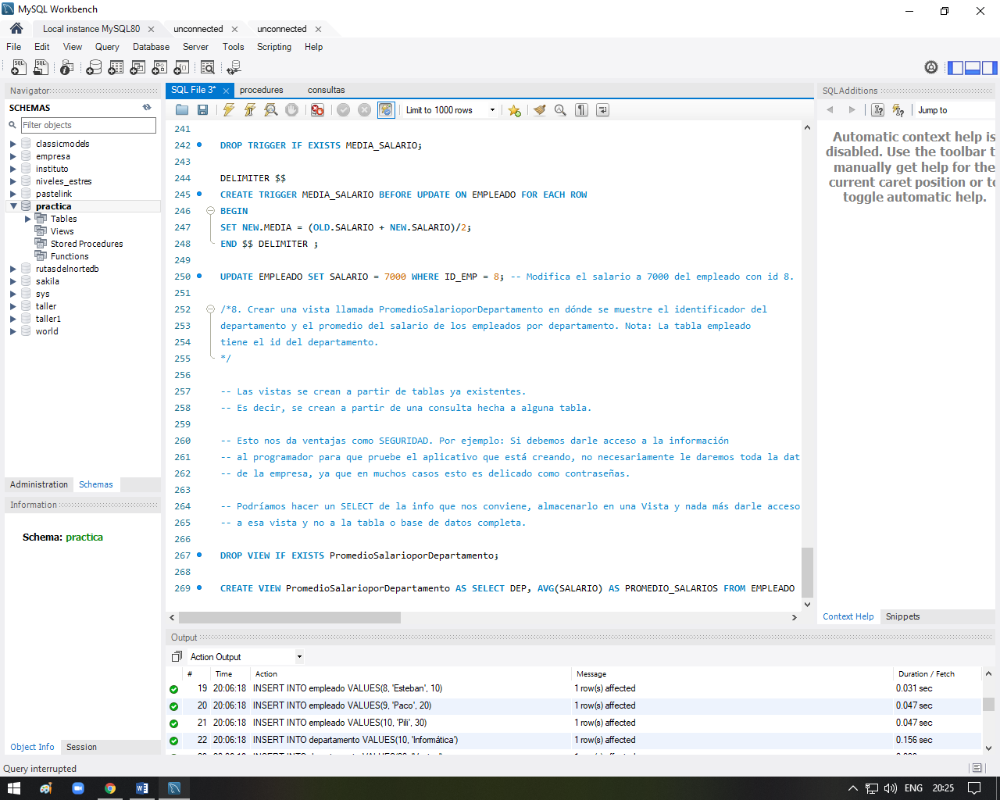 MySQL Workbench
Local instance MySQL80
unconnected
unconnected
File Edit View Query Database Server Tools Scripting Help
Navigator
SCHEMAS
Filter objects
classicmodels
empresa
instituto
niveles_estres
pastelink
practica
Tables
Views
Stored Procedures
Functions
rutasdelnortedb
sakila
sys
taller
taller1
world
Administration Schemas
Information
Schema: practica
Object Info Session
SQL File 3* procedures consultas
Limit to 1000 rows
241
242 DROP TRIGGER IF EXISTS MEDIA_SALARIO;
243
244 DELIMITER $$
245 CREATE TRIGGER MEDIA_SALARIO BEFORE UPDATE ON EMPLEADO FOR EACH ROW
246 BEGIN
247 SET NEW.MEDIA = (OLD.SALARIO + NEW.SALARIO)/2;
248 END $$ DELIMITER ;
249
250 UPDATE EMPLEADO SET SALARIO = 7000 WHERE ID_EMP = 8; -- Modifica el salario a 7000 del empleado con id 8.
251
252 /*8. Crear una vista llamada PromedioSalarioporDepartamento en dónde se muestre el identificador del
253 departamento y el promedio del salario de los empleados por departamento. Nota: La tabla empleado
254 tiene el id del departamento.
255 */
256
257 -- Las vistas se crean a partir de tablas ya existentes.
258 -- Es decir, se crean a partir de una consulta hecha a alguna tabla.
259
260 -- Esto nos da ventajas como SEGURIDAD. Por ejemplo: Si debemos darle acceso a la información
261 -- al programador para que pruebe el aplicativo que está creando, no necesariamente le daremos toda la dat
262 -- de la empresa, ya que en muchos casos esto es delicado como contraseñas.
263
264 -- Podríamos hacer un SELECT de la info que nos conviene, almacenarlo en una Vista y nada más darle acceso
265 -- a esa vista y no a la tabla o base de datos completa.
266
267 DROP VIEW IF EXISTS PromedioSalarioporDepartamento;
268
269 CREATE VIEW PromedioSalarioporDepartamento AS SELECT DEP, AVG(SALARIO) AS PROMEDIO_SALARIOS FROM EMPLEADO
SQLAdditions
Jump to
Automatic context help is
disabled. Use the toolbar t
manually get help for the
current caret position or to
toggle automatic help.
Context Help Snippets
Output
Action Output
# Time Action Message Duration / Fetch
19 20:06:18 INSERT INTO empleado VALUES(8, 'Esteban', 10) 1 row(s) affected 0.031 sec
20 20:06:18 INSERT INTO empleado VALUES(9, 'Paco', 20) 1 row(s) affected 0.047 sec
21 20:06:18 INSERT INTO empleado VALUES(10, 'Pili', 30) 1 row(s) affected 0.047 sec
22 20:06:18 INSERT INTO departamento VALUES(10, 'Informática') 1 row(s) affected 0.156 sec
Query interrupted
ENG 20:25